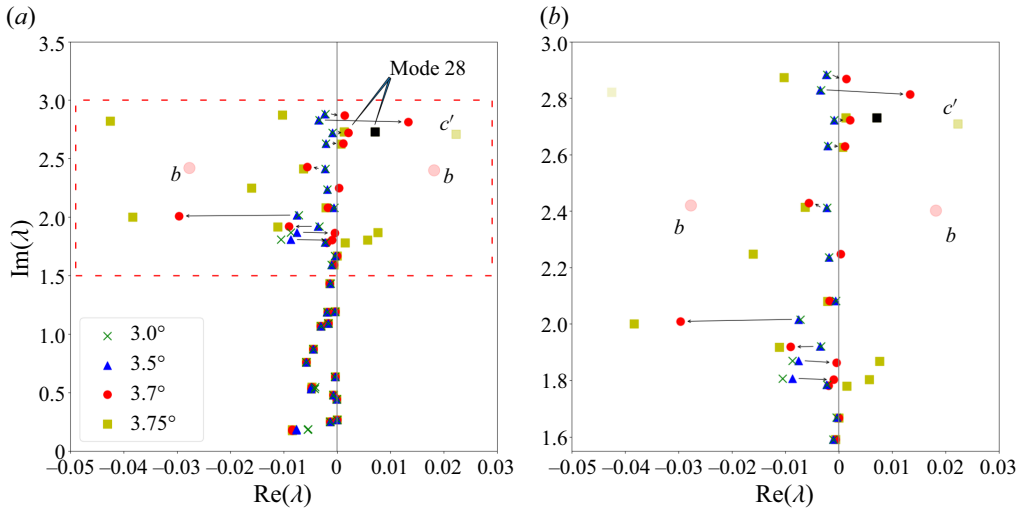 (a)
3.5
3.0
2.5
2.0
1.5
1.0
0.5
0
Im(λ)
Mode 28
c′
b
b
3.0°
3.5°
3.7°
3.75°
−0.05 −0.04 −0.03 −0.02 −0.01 0 0.01 0.02 0.03
Re(λ)
(b)
3.0
2.8
2.6
2.4
2.2
2.0
1.8
1.6
c′
b
b
−0.05 −0.04 −0.03 −0.02 −0.01 0 0.01 0.02 0.03
Re(λ)